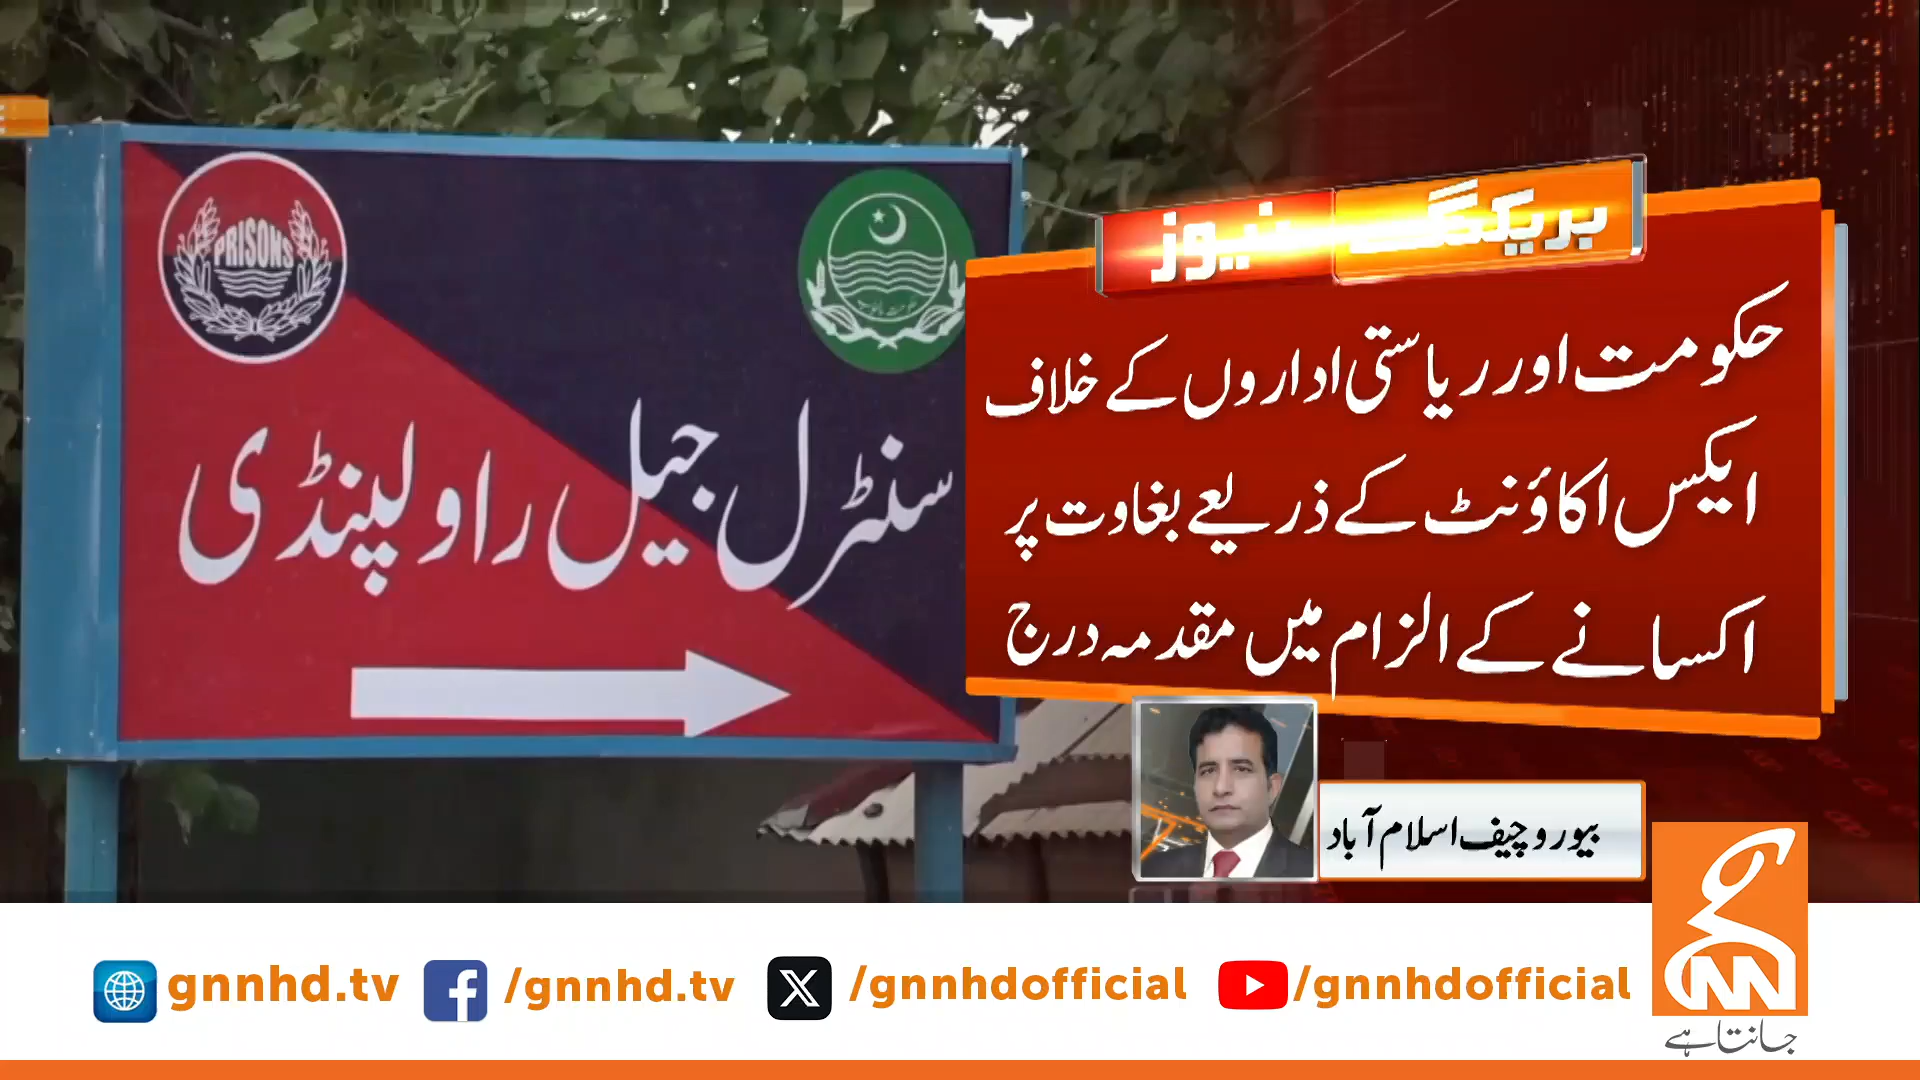 PRISONS
سنٹرل جیل راولپنڈی
بریکنگ نیوز
حکومت اور ریاستی اداروں کے خلاف
ایکس اکاؤنٹ کے ذریعے بغاوت پر
اکسانے کے الزام میں مقدمہ درج
بیورو چیف اسلام آباد
gnnhd.tv
/gnnhd.tv
/gnnhdofficial
/gnnhdofficial
GNN
جانتا ہے